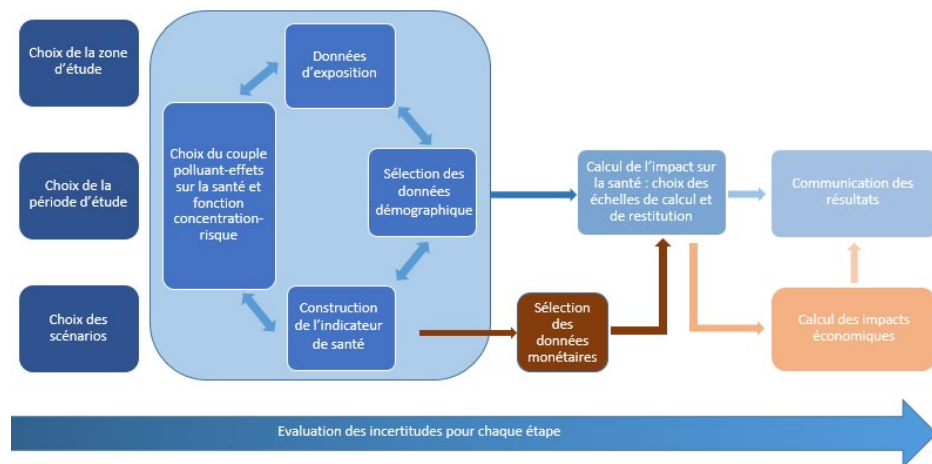 Choix de la zone
d'étude
Choix de la
période d'étude
Choix des
scénarios
Données
d'exposition
Choix du couple
polluant-effets
sur la santé et
fonction
concentration-
risque
Sélection des
données
démographique
Construction
de l'indicateur
de santé
Sélection
des
données
monétaires
Calcul de l'impact sur
la santé : choix des
échelles de calcul et
de restitution
Communication des
résultats
Calcul des impacts
économiques
Evaluation des incertitudes pour chaque étape